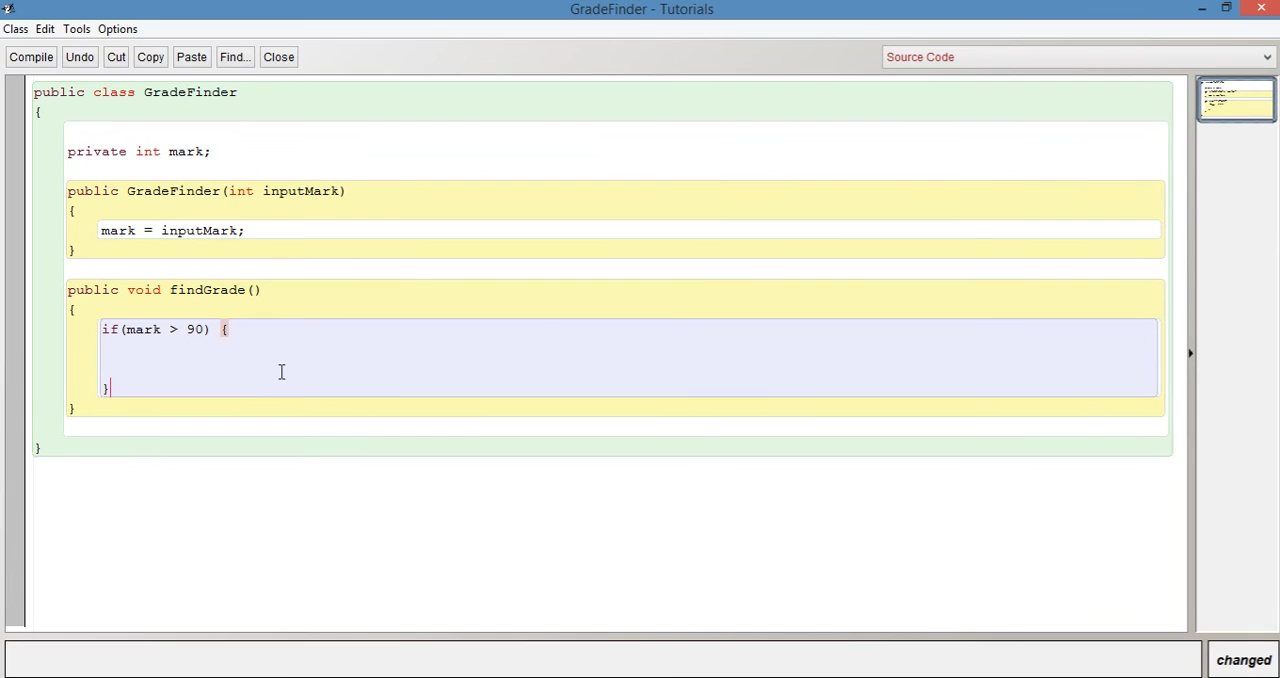 GradeFinder - Tutorials
Class Edit Tools Options
Compile Undo Cut Copy Paste Find... Close Source Code
public class GradeFinder
{
private int mark;
public GradeFinder(int inputMark)
{
mark = inputMark;
}
public void findGrade()
{
if(mark > 90) {
}
}
}
changed